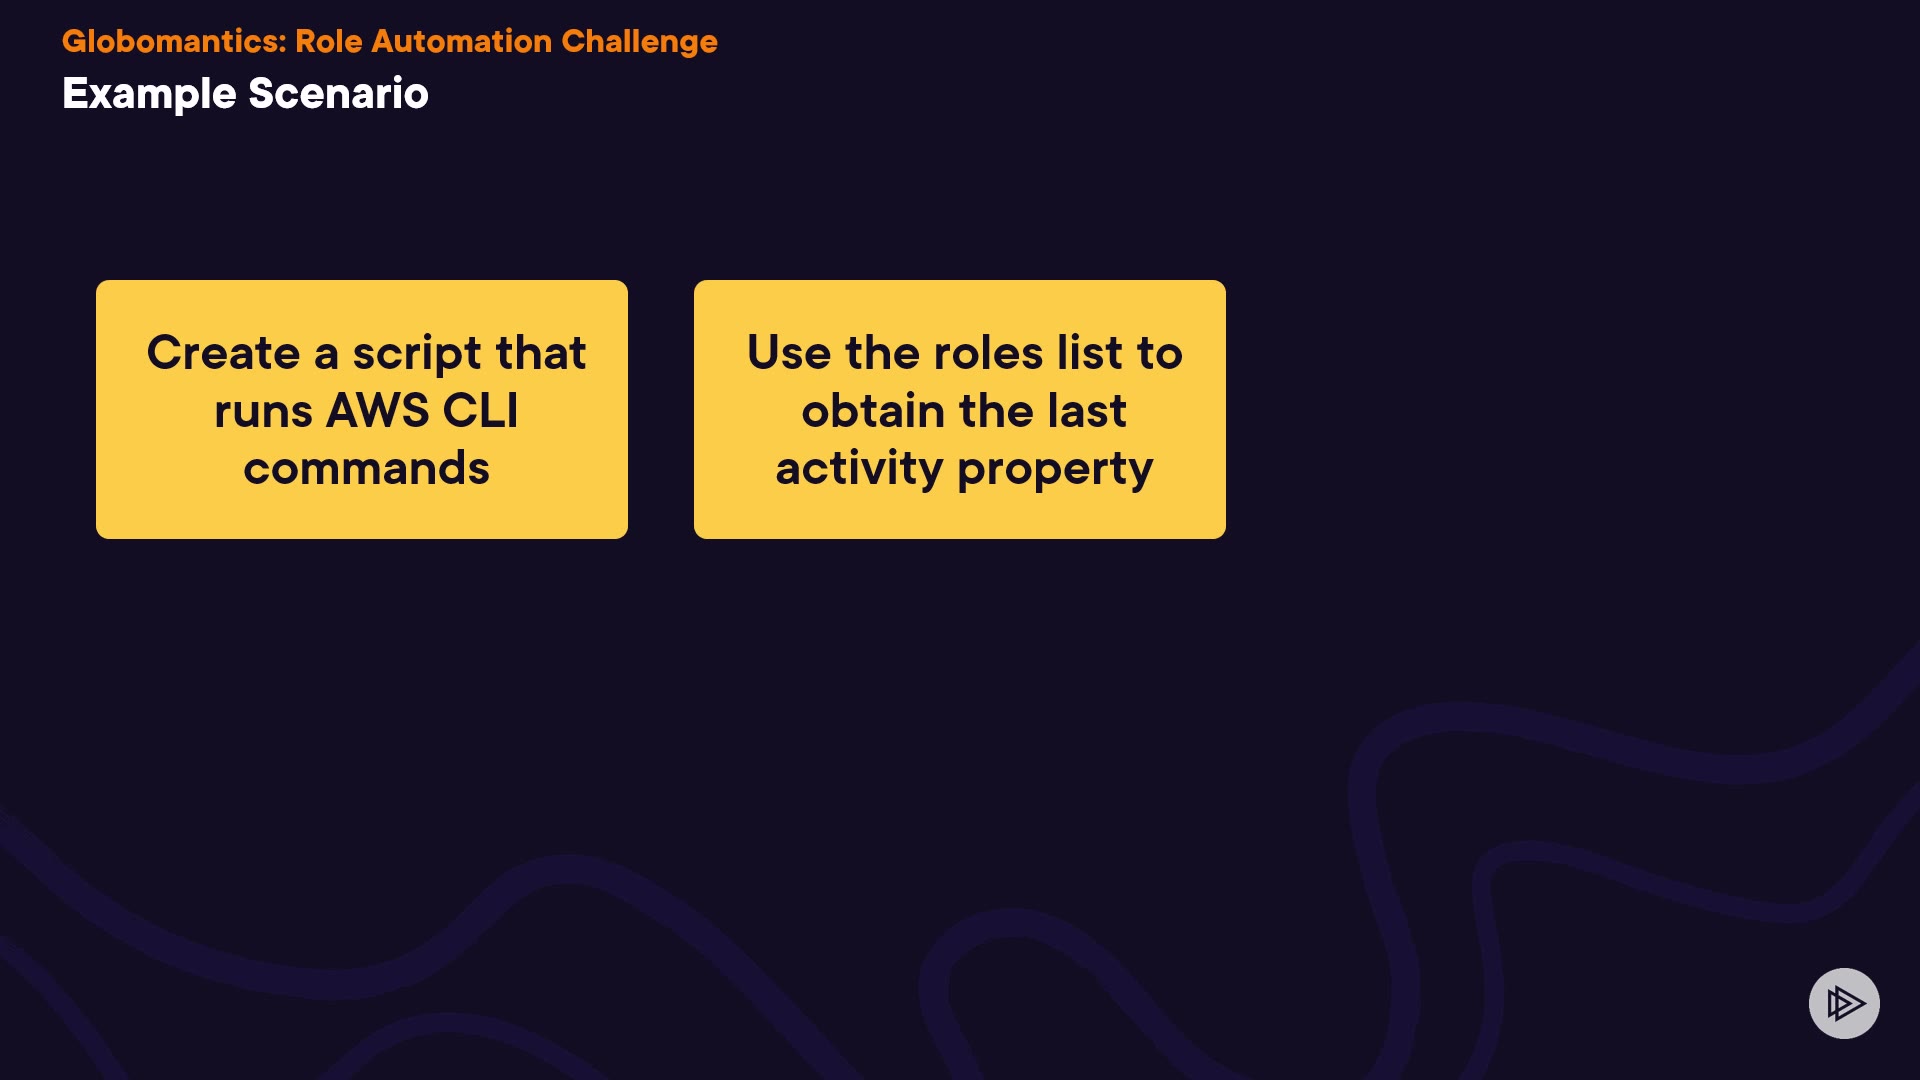 Globomantics: Role Automation Challenge
Example Scenario
Create a script that
runs AWS CLI
commands
Use the roles list to
obtain the last
activity property